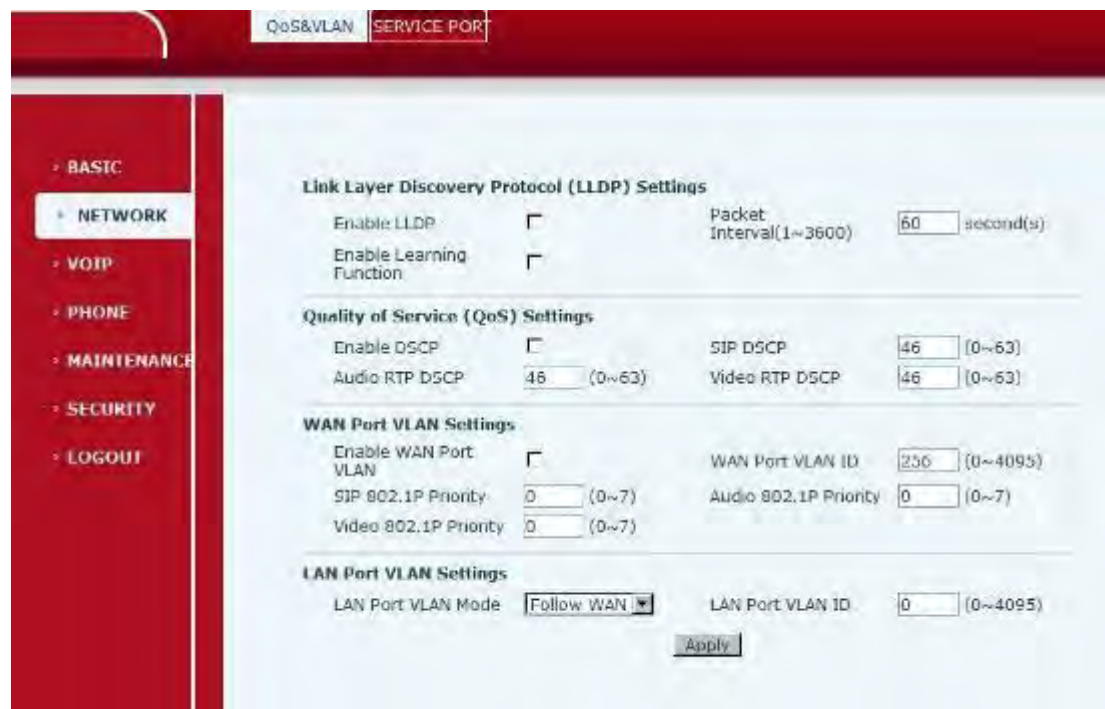 QoS&VLAN SERVICE PORT
BASIC
NETWORK
VOIP
PHONE
MAINTENANCE
SECURITY
LOGOUT
Link Layer Discovery Protocol (LLDP) Settings
Enable LLDP
Packet Interval(1~3600) 60 second(s)
Enable Learning Function
Quality of Service (QoS) Settings
Enable DSCP
SIP DSCP 46 (0~63)
Audio RTP DSCP 46 (0~63)
Video RTP DSCP 46 (0~63)
WAN Port VLAN Settings
Enable WAN Port VLAN
WAN Port VLAN ID 256 (0~4095)
SIP 802.1P Priority 0 (0~7)
Audio 802.1P Priority 0 (0~7)
Video 802.1P Priority 0 (0~7)
LAN Port VLAN Settings
LAN Port VLAN Mode Follow WAN
LAN Port VLAN ID 0 (0~4095)
Apply